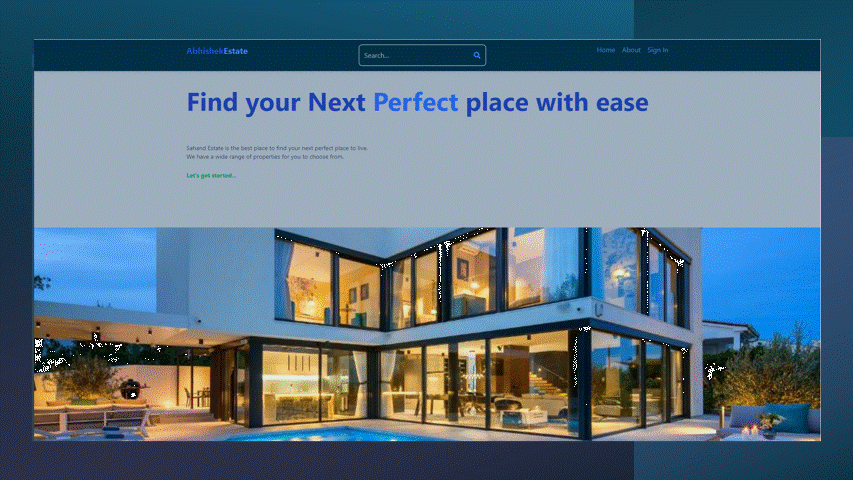 AbhishekEstate
Search...
Home About Sign In
Find your Next Perfect place with ease
Sahand Estate is the best place to find your next perfect place to live.
We have a wide range of properties for you to choose from.
Let's get started...